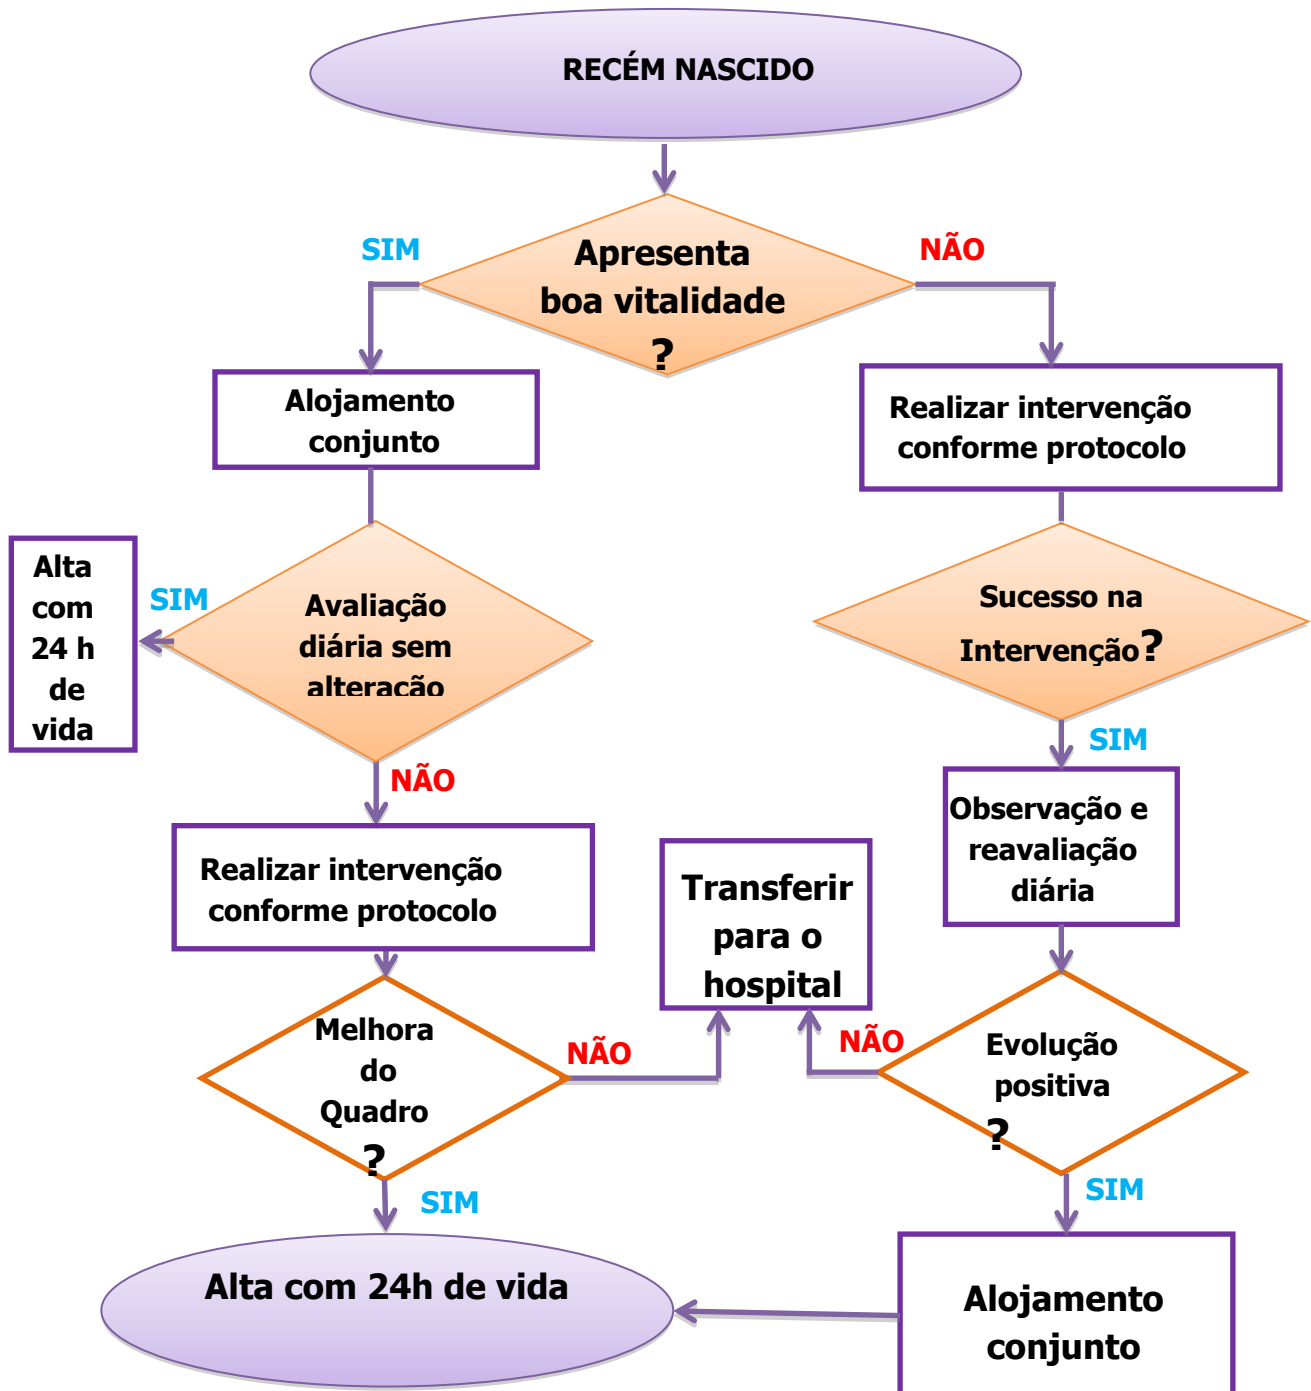 RECÉM NASCIDO
SIM
Apresenta
boa vitalidade
?
NÃO
Alojamento
conjunto
Realizar intervenção
conforme protocolo
Alta
com
24 h
de
vida
SIM
Avaliação
diária sem
alteração
NÃO
Sucesso na
Intervenção?
SIM
Realizar intervenção
conforme protocolo
Transferir
para o
hospital
Observação e
reavaliação
diária
Melhora
do
Quadro
?
NÃO
NÃO
Evolução
positiva
?
SIM
SIM
Alta com 24h de vida
Alojamento
conjunto